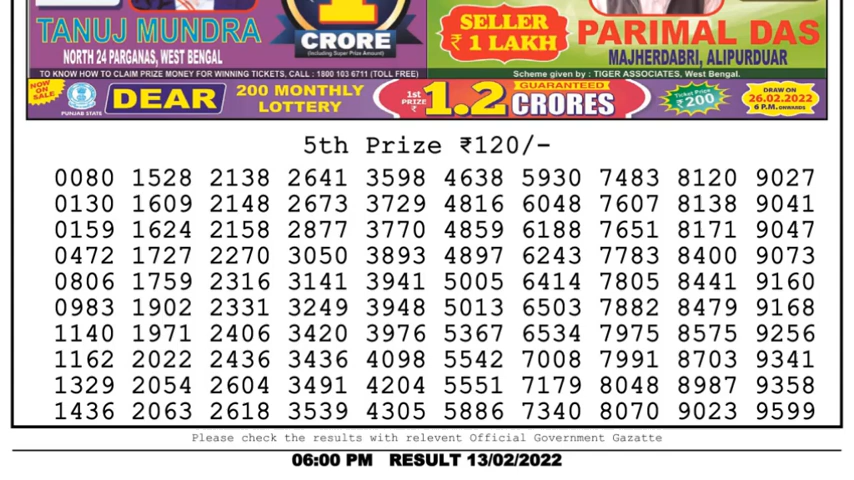 1
CRORE
(Including Super Prize Amount)
TANUJ MUNDRA
NORTH 24 PARGANAS, WEST BENGAL
SELLER
₹ 1 LAKH
PARIMAL DAS
MAJHERDABRI, ALIPURDUAR
TO KNOW HOW TO CLAIM PRIZE MONEY FOR WINNING TICKETS. CALL : 1800 103 6711 (TOLL FREE)
Scheme given by : TIGER ASSOCIATES, West Bengal.
NOW ON SALE
PUNJAB STATE
DEAR
200 MONTHLY
LOTTERY
1st
PRIZE
₹
1.2
GUARANTEED
CRORES
Ticket Price
₹200
DRAW ON
26.02.2022
6 P.M. ONWARDS
5th Prize ₹120/-
0080 1528 2138 2641 3598 4638 5930 7483 8120 9027
0130 1609 2148 2673 3729 4816 6048 7607 8138 9041
0159 1624 2158 2877 3770 4859 6188 7651 8171 9047
0472 1727 2270 3050 3893 4897 6243 7783 8400 9073
0806 1759 2316 3141 3941 5005 6414 7805 8441 9160
0983 1902 2331 3249 3948 5013 6503 7882 8479 9168
1140 1971 2406 3420 3976 5367 6534 7975 8575 9256
1162 2022 2436 3436 4098 5542 7008 7991 8703 9341
1329 2054 2604 3491 4204 5551 7179 8048 8987 9358
1436 2063 2618 3539 4305 5886 7340 8070 9023 9599
Please check the results with relevent Official Government Gazatte
06:00 PM RESULT 13/02/2022